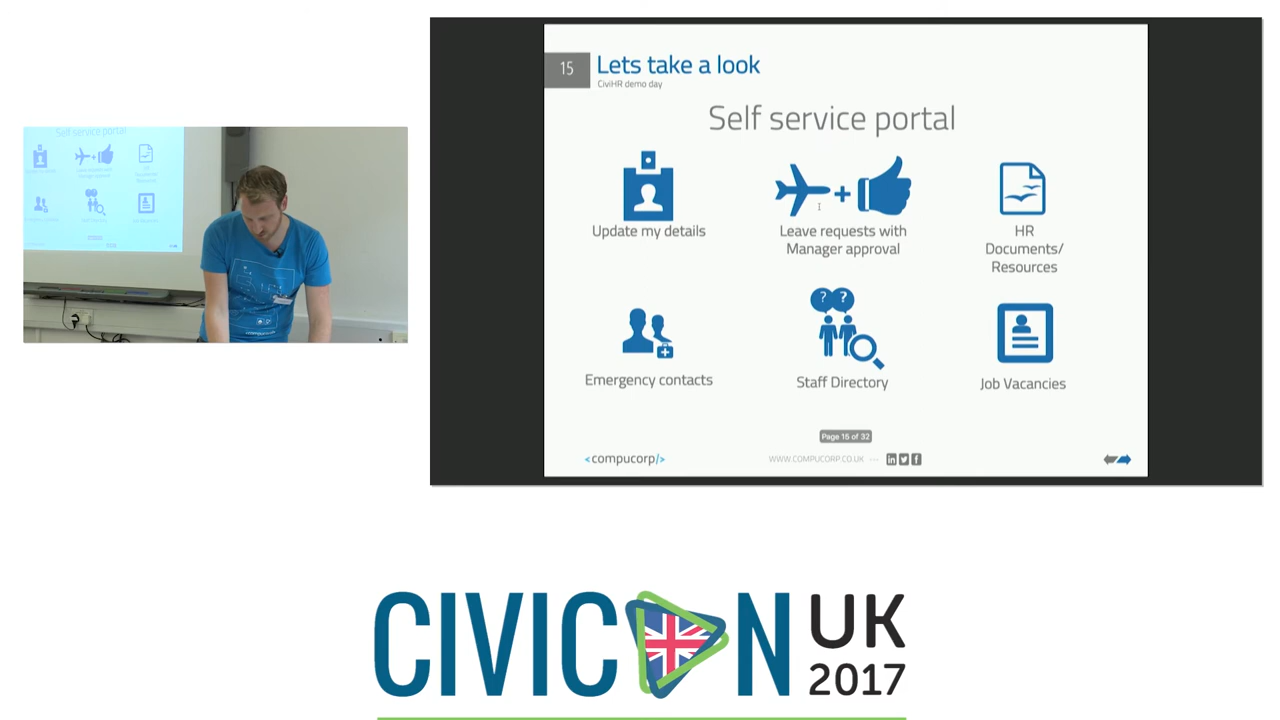 15
Lets take a look
CiviHR demo day
Self service portal
Update my details
Leave requests with
Manager approval
HR
Documents/
Resources
Emergency contacts
Staff Directory
Job Vacancies
Page 15 of 32
<compucorp/>
WWW.COMPUCORP.CO.UK
Self service portal
CIVICON UK
2017